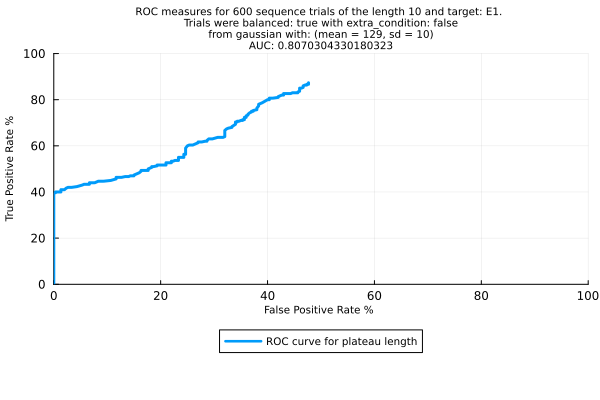 ROC measures for 600 sequence trials of the length 10 and target: E1.
Trials were balanced: true with extra_condition: false
from gaussian with: (mean = 129, sd = 10)
AUC: 0.8070304330180323
100
80
60
40
20
0
True Positive Rate %
0 20 40 60 80 100
False Positive Rate %
ROC curve for plateau length